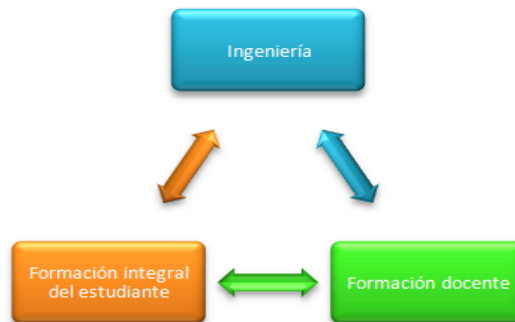 Ingeniería
Formación integral
del estudiante
Formación docente